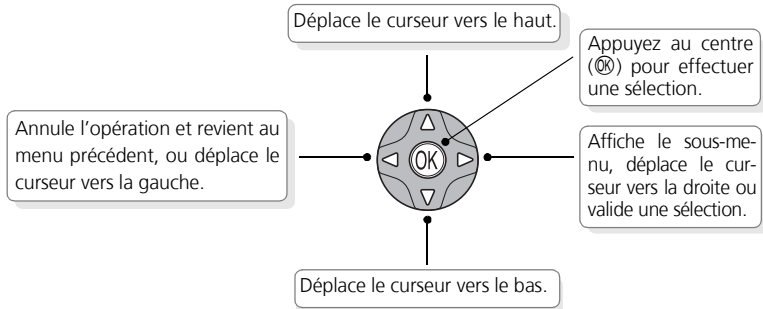 Déplace le curseur vers le haut.
Appuyez au centre
(OK) pour effectuer
une sélection.
Annule l'opération et revient au
menu précédent, ou déplace le
curseur vers la gauche.
OK
Affiche le sous-me-
nu, déplace le cur-
seur vers la droite ou
valide une sélection.
Déplace le curseur vers le bas.